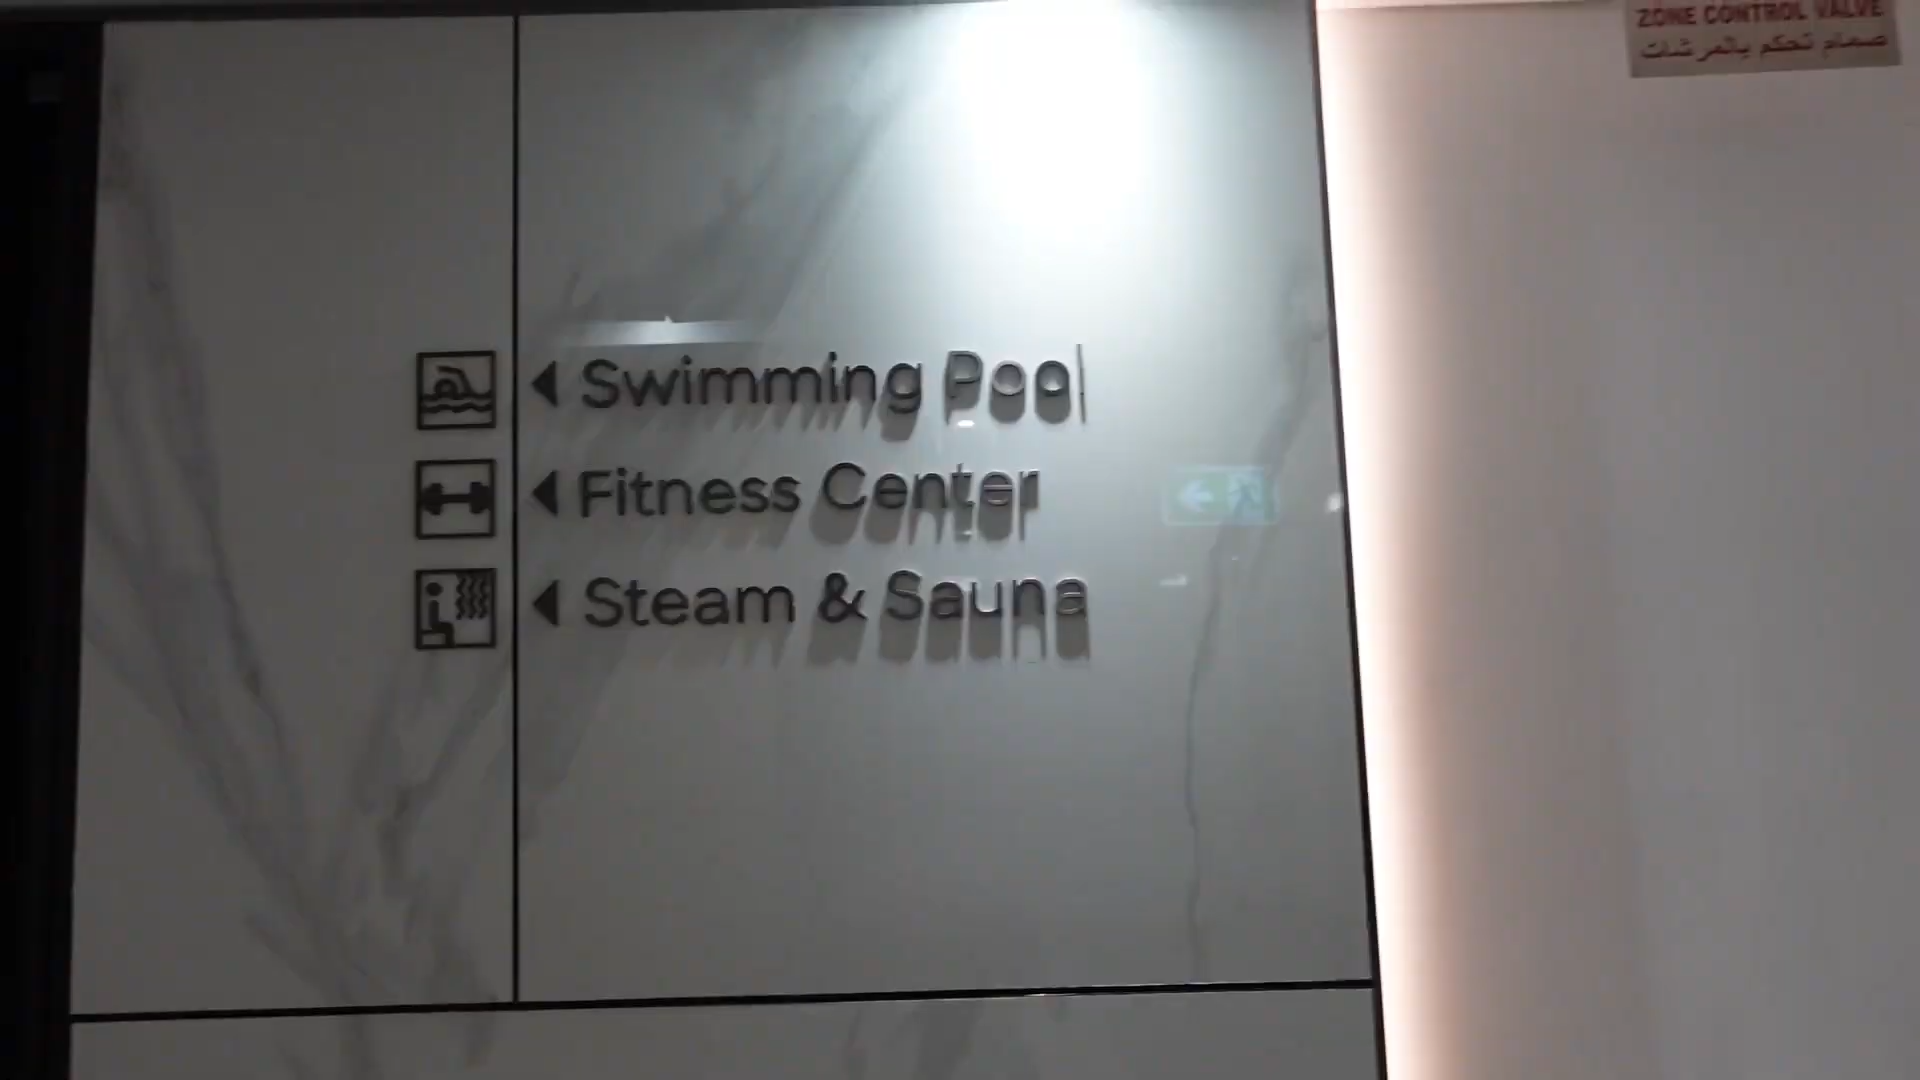 ZONE CONTROL VALVE
صمام تحكم بالمرشات
Swimming Pool
Fitness Center
Steam & Sauna